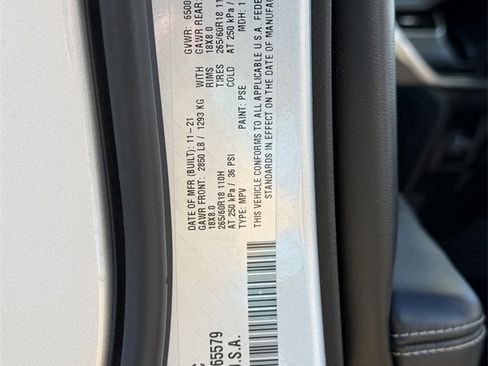 DATE OF MFR (BUILT): 11-21
GVWR: 6500
GAWR FRONT: 2850 LB / 1293 KG
WITH
GAWR REAR:
18X8.0
RIMS
18X8.0
265/60R18 110H
TIRES
265/60R18 11
AT 250 kPa / 36 PSI
COLD
AT 250 kPa /
TYPE: MPV
PAINT: PSE
MDH: 1
THIS VEHICLE CONFORMS TO ALL APPLICABLE U.S.A. FEDE
STANDARDS IN EFFECT ON THE DATE OF MANUFA
C
65579
.S.A.